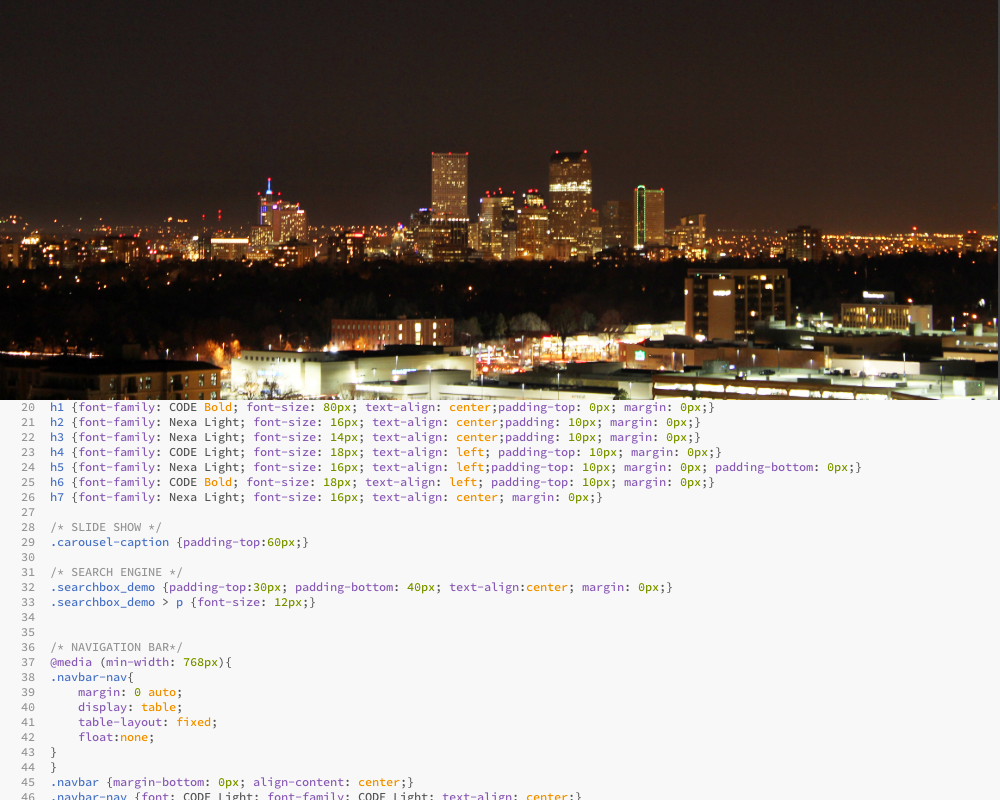 20 h1 {font-family: CODE Bold; font-size: 80px; text-align: center;padding-top: 0px; margin: 0px;}
21 h2 {font-family: Nexa Light; font-size: 16px; text-align: center;padding: 10px; margin: 0px;}
22 h3 {font-family: Nexa Light; font-size: 14px; text-align: center;padding: 10px; margin: 0px;}
23 h4 {font-family: CODE Light; font-size: 18px; text-align: left; padding-top: 10px; margin: 0px;}
24 h5 {font-family: Nexa Light; font-size: 16px; text-align: left;padding-top: 10px; margin: 0px; padding-bottom: 0px;}
25 h6 {font-family: CODE Bold; font-size: 18px; text-align: left; padding-top: 10px; margin: 0px;}
26 h7 {font-family: Nexa Light; font-size: 16px; text-align: center; margin: 0px;}
27
28 /* SLIDE SHOW */
29 .carousel-caption {padding-top:60px;}
30
31 /* SEARCH ENGINE */
32 .searchbox_demo {padding-top:30px; padding-bottom: 40px; text-align:center; margin: 0px;}
33 .searchbox_demo > p {font-size: 12px;}
34
35
36 /* NAVIGATION BAR*/
37 @media (min-width: 768px){
38 .navbar-nav{
39     margin: 0 auto;
40     display: table;
41     table-layout: fixed;
42     float:none;
43 }
44 }
45 .navbar {margin-bottom: 0px; align-content: center;}
46 .navbar-nav {font: CODE Light; font-family: CODE Light; text-align: center;}